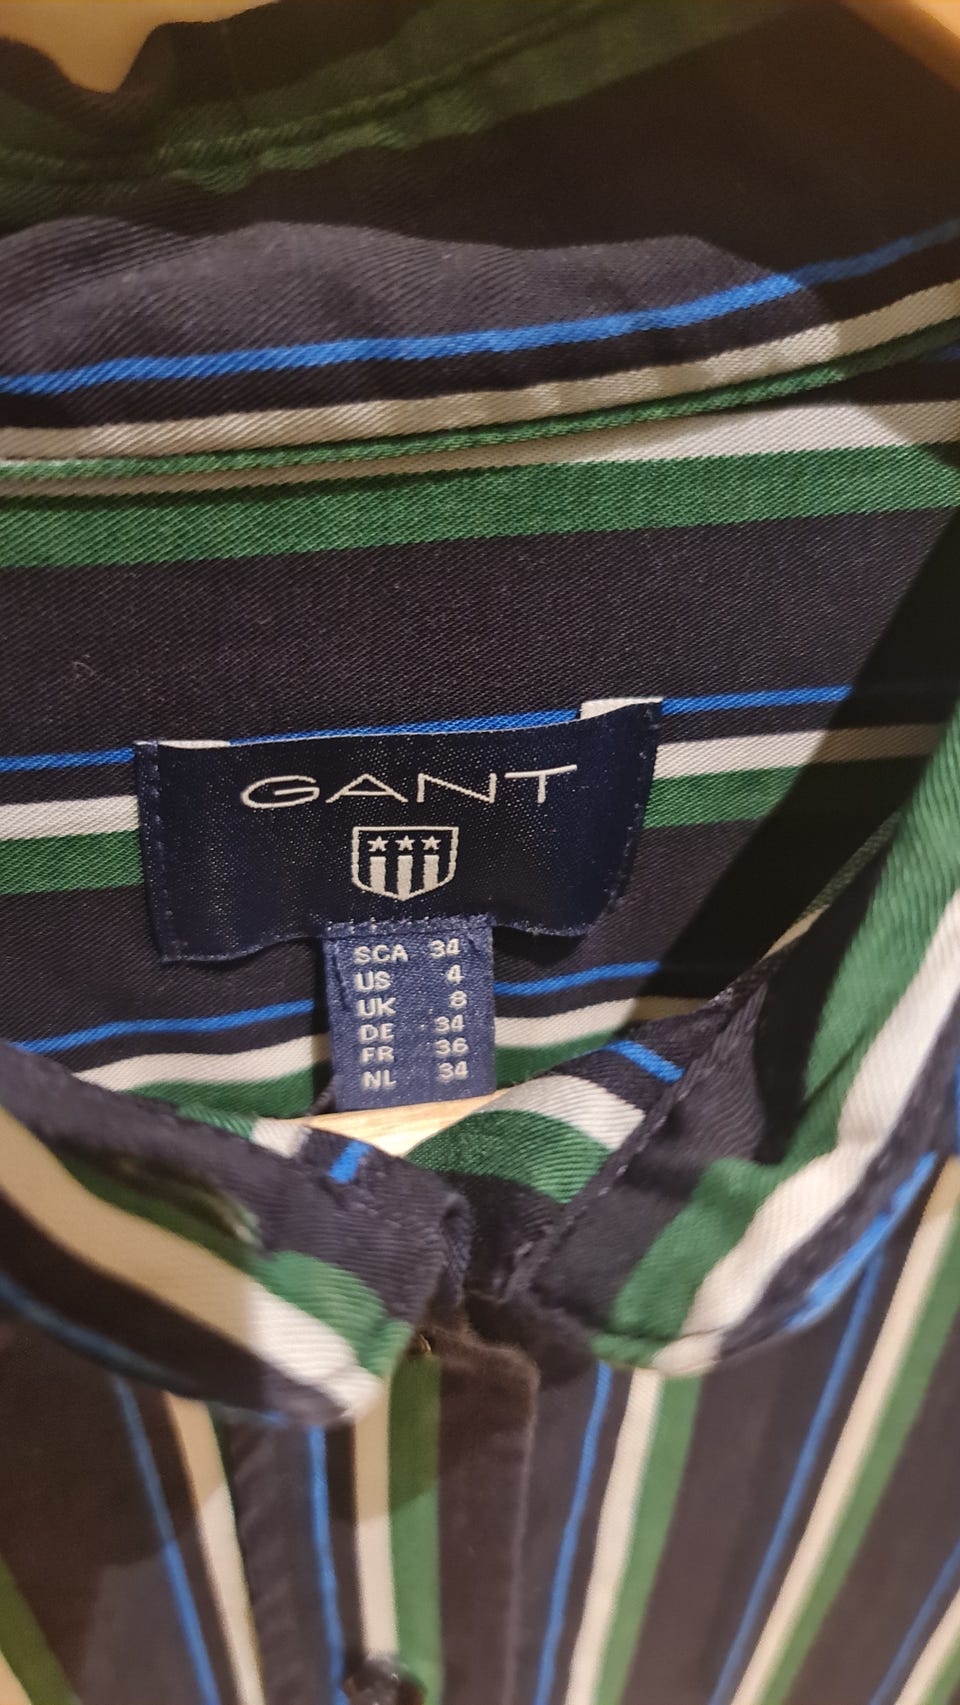 GANT
SCA 34
US 4
UK 8
DE 34
FR 36
NL 34